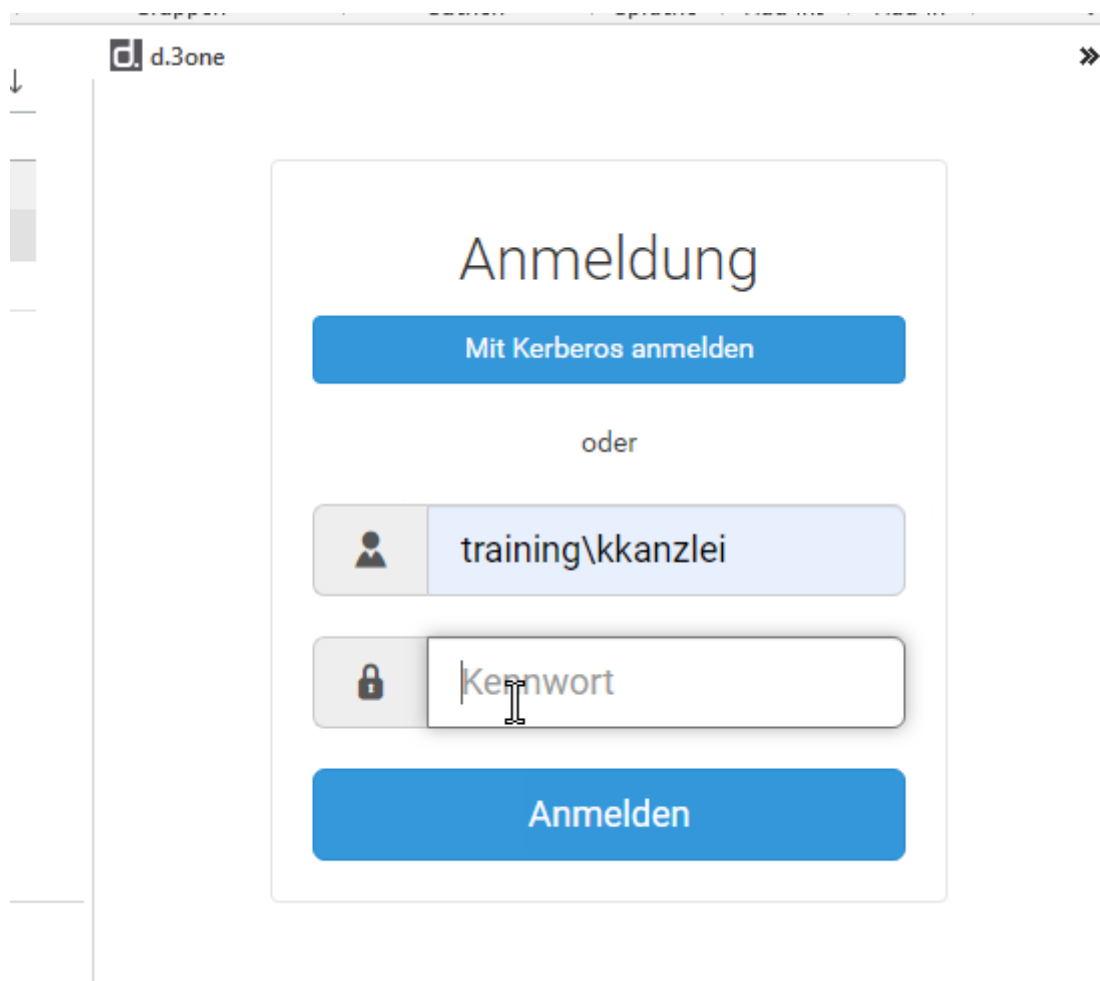 d.3one
Anmeldung
Mit Kerberos anmelden
oder
training\kkanzlei
Kennwort
Anmelden